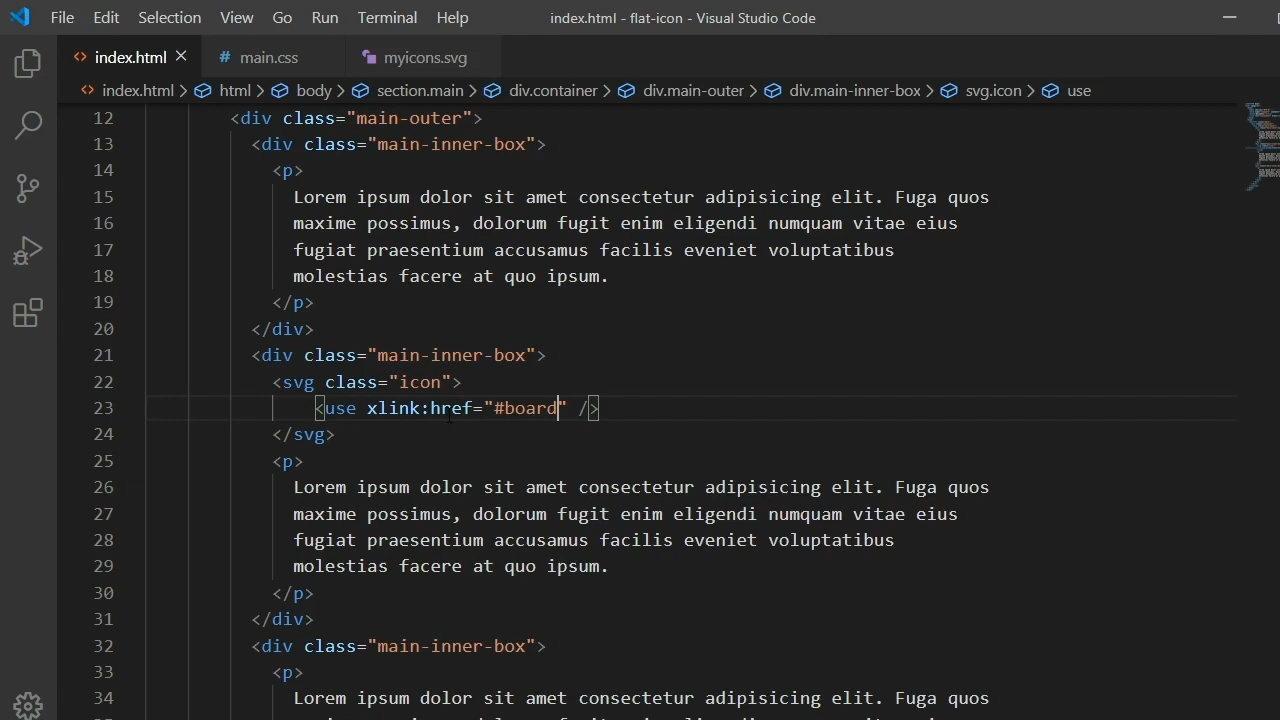 File Edit Selection View Go Run Terminal Help index.html - flat-icon - Visual Studio Code
index.html main.css myicons.svg
index.html html body section.main div.container div.main-outer div.main-inner-box svg.icon use
12 <div class="main-outer">
13 <div class="main-inner-box">
14 <p>
15 Lorem ipsum dolor sit amet consectetur adipisicing elit. Fuga quos
16 maxime possimus, dolorum fugit enim eligendi numquam vitae eius
17 fugiat praesentium accusamus facilis eveniet voluptatibus
18 molestias facere at quo ipsum.
19 </p>
20 </div>
21 <div class="main-inner-box">
22 <svg class="icon">
23 <use xlink:href="#board" />
24 </svg>
25 <p>
26 Lorem ipsum dolor sit amet consectetur adipisicing elit. Fuga quos
27 maxime possimus, dolorum fugit enim eligendi numquam vitae eius
28 fugiat praesentium accusamus facilis eveniet voluptatibus
29 molestias facere at quo ipsum.
30 </p>
31 </div>
32 <div class="main-inner-box">
33 <p>
34 Lorem ipsum dolor sit amet consectetur adipisicing elit. Fuga quos